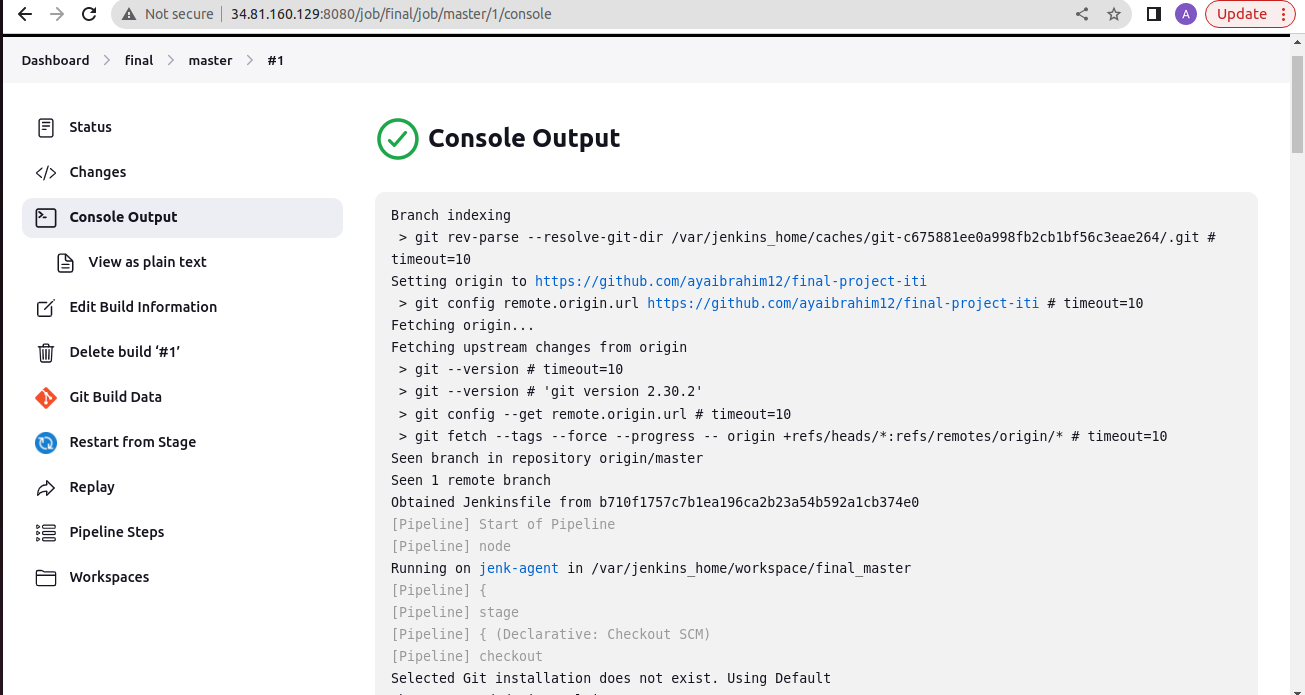 Not secure 34.81.160.129:8080/job/final/job/master/1/console A Update
Dashboard final master #1
Status
Changes
Console Output
View as plain text
Edit Build Information
Delete build ‘#1’
Git Build Data
Restart from Stage
Replay
Pipeline Steps
Workspaces
Console Output
Branch indexing
> git rev-parse --resolve-git-dir /var/jenkins_home/caches/git-c675881ee0a998fb2cb1bf56c3eae264/.git #
timeout=10
Setting origin to https://github.com/ayaibrahim12/final-project-iti
> git config remote.origin.url https://github.com/ayaibrahim12/final-project-iti # timeout=10
Fetching origin...
Fetching upstream changes from origin
> git --version # timeout=10
> git --version # 'git version 2.30.2'
> git config --get remote.origin.url # timeout=10
> git fetch --tags --force --progress -- origin +refs/heads/*:refs/remotes/origin/* # timeout=10
Seen branch in repository origin/master
Seen 1 remote branch
Obtained Jenkinsfile from b710f1757c7b1ea196ca2b23a54b592a1cb374e0
[Pipeline] Start of Pipeline
[Pipeline] node
Running on jenk-agent in /var/jenkins_home/workspace/final_master
[Pipeline] {
[Pipeline] stage
[Pipeline] { (Declarative: Checkout SCM)
[Pipeline] checkout
Selected Git installation does not exist. Using Default